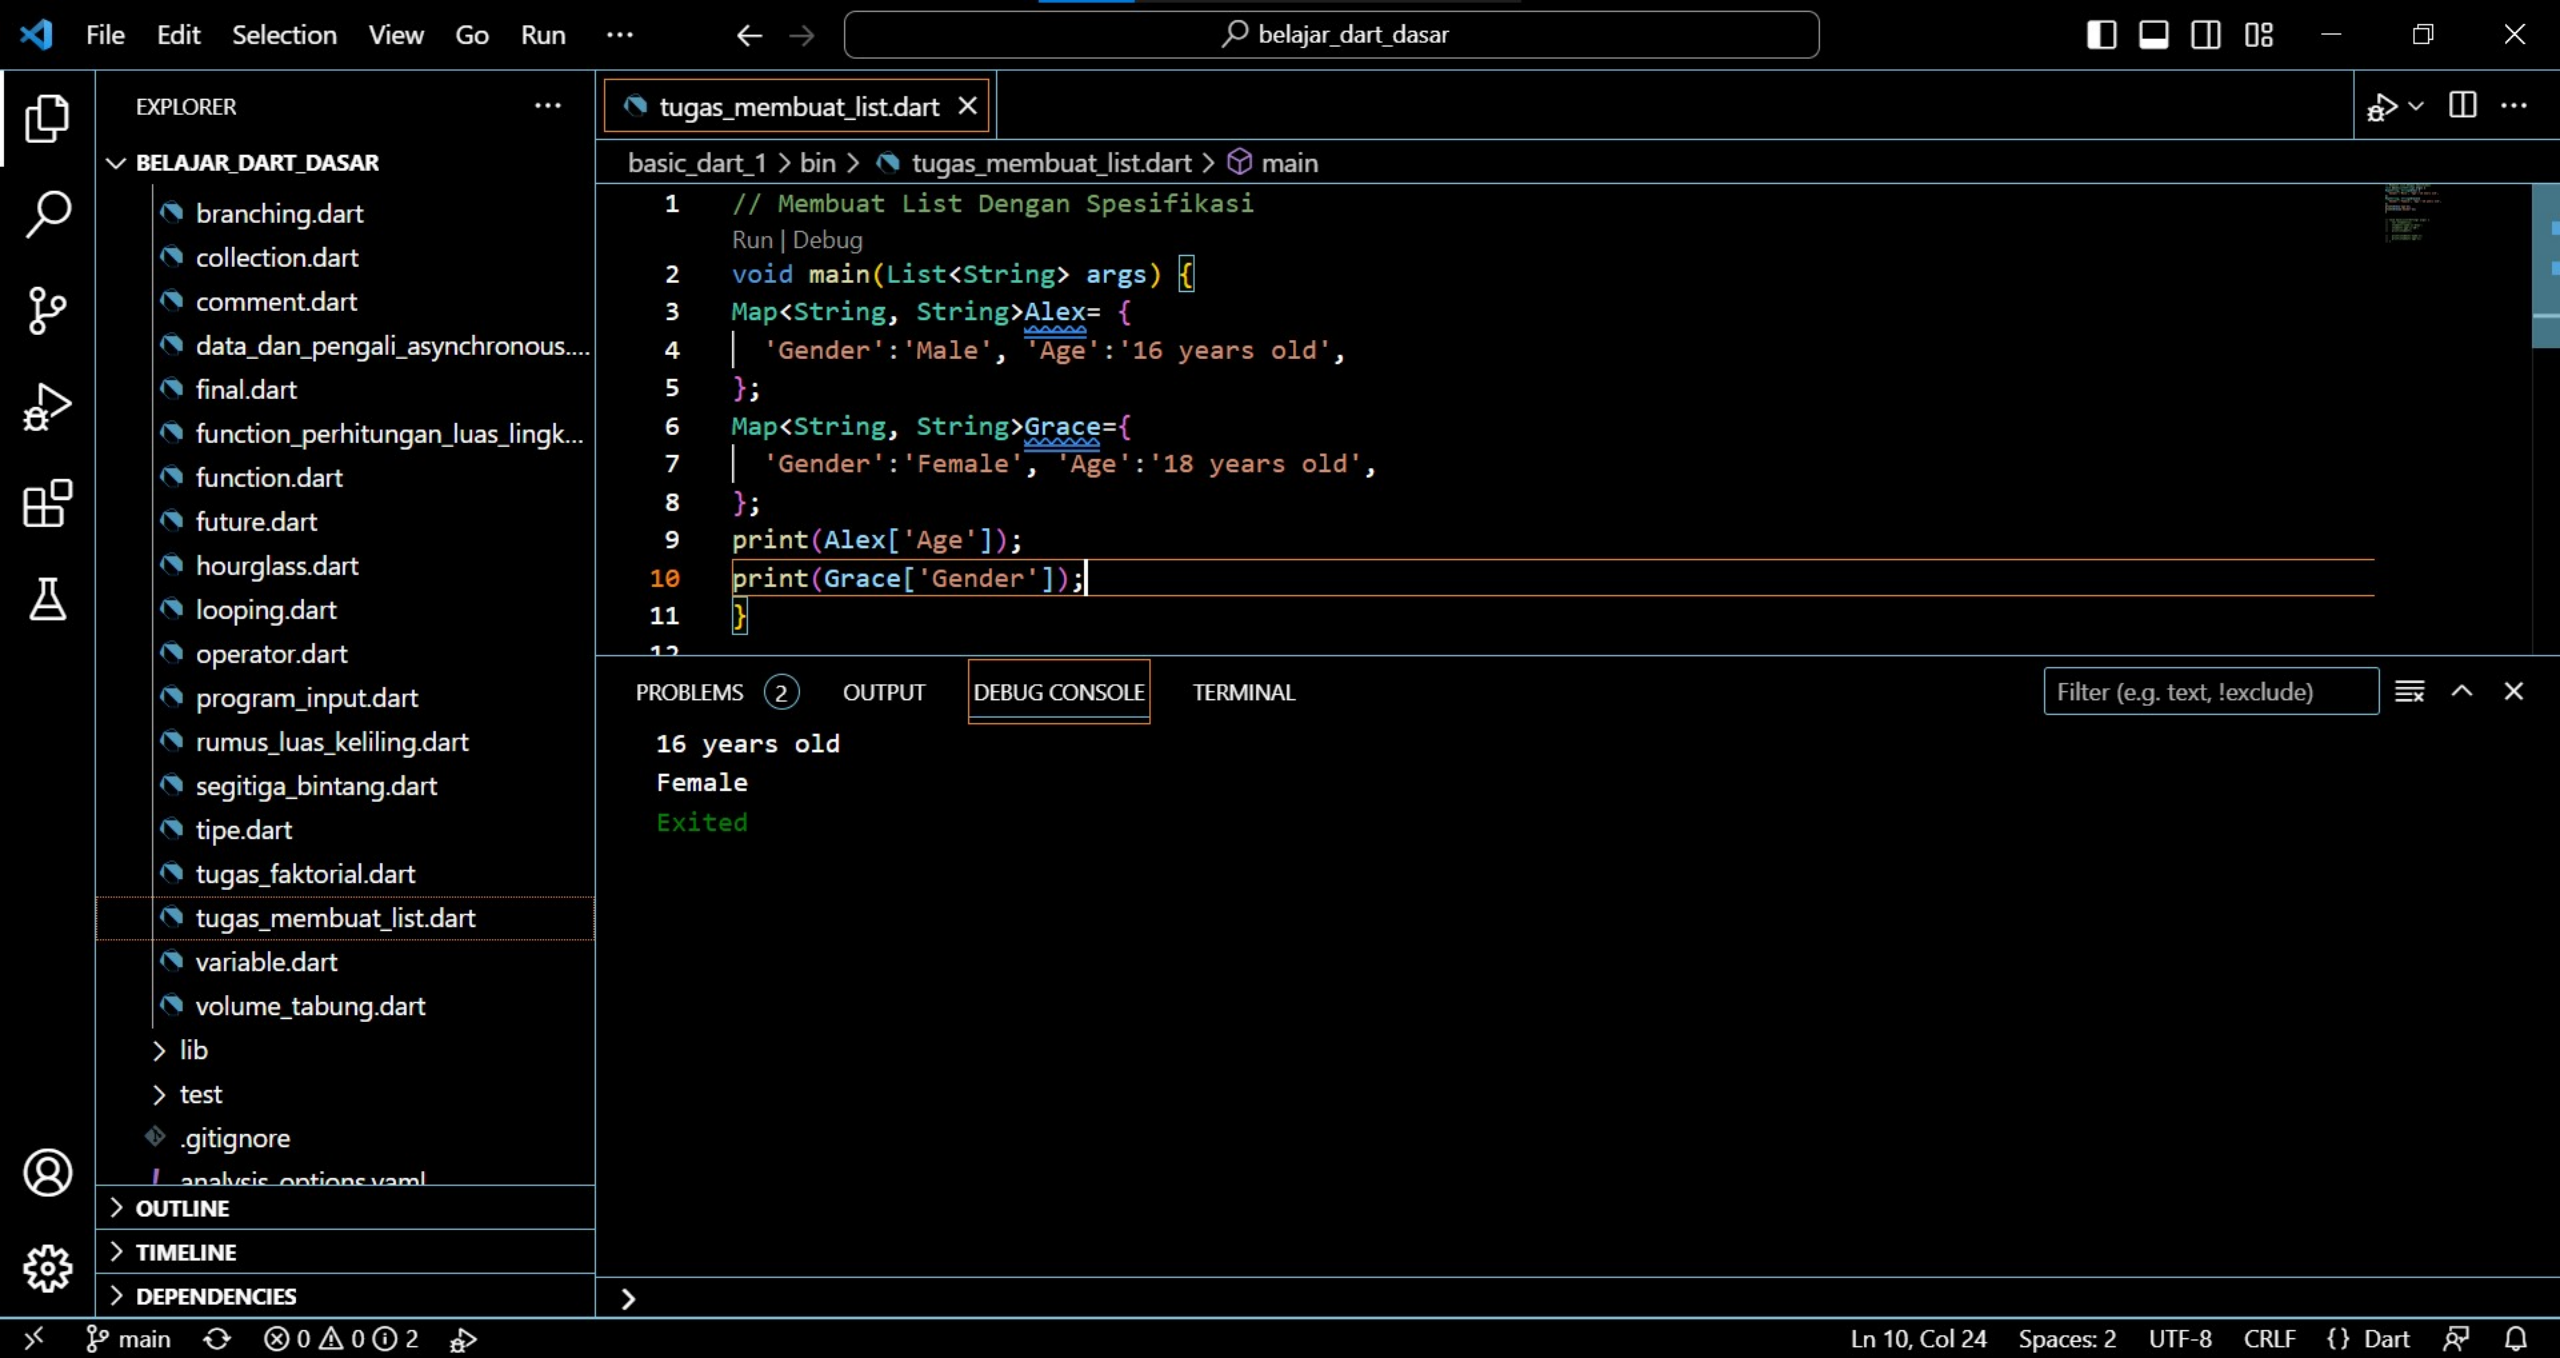 File Edit Selection View Go Run ··· belajar_dart_dasar
EXPLORER ···
BELAJAR_DART_DASAR
branching.dart
collection.dart
comment.dart
data_dan_pengali_asynchronous....
final.dart
function_perhitungan_luas_lingk...
function.dart
future.dart
hourglass.dart
looping.dart
operator.dart
program_input.dart
rumus_luas_keliling.dart
segitiga_bintang.dart
tipe.dart
tugas_faktorial.dart
tugas_membuat_list.dart
variable.dart
volume_tabung.dart
lib
test
.gitignore
analysis_options.yaml
OUTLINE
TIMELINE
DEPENDENCIES
tugas_membuat_list.dart
basic_dart_1 > bin > tugas_membuat_list.dart > main
1 // Membuat List Dengan Spesifikasi
Run | Debug
2 void main(List<String> args) {
3 Map<String, String>Alex= {
4 'Gender':'Male', 'Age':'16 years old',
5 };
6 Map<String, String>Grace={
7 'Gender':'Female', 'Age':'18 years old',
8 };
9 print(Alex['Age']);
10 print(Grace['Gender']);
11 }
12
PROBLEMS 2 OUTPUT DEBUG CONSOLE TERMINAL Filter (e.g. text, !exclude)
16 years old
Female
Exited
>
main 0 0 2 Ln 10, Col 24 Spaces: 2 UTF-8 CRLF {} Dart